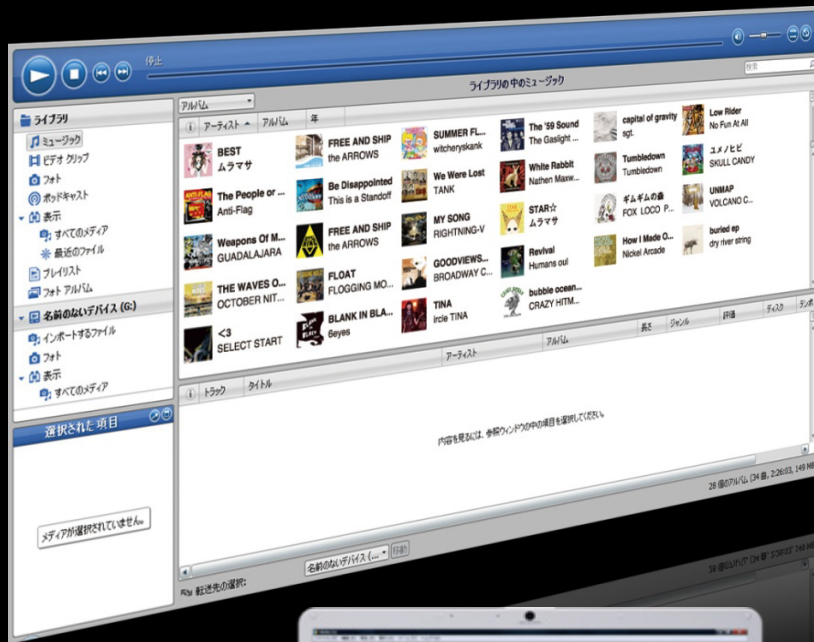 停止
ライブラリの中のミュージック
検索
アルバム
アーティスト アルバム 年
ライブラリ
ミュージック
ビデオ クリップ
フォト
ポッドキャスト
表示
すべてのメディア
最近のファイル
プレイリスト
フォト アルバム
名前のないデバイス (G:)
インポートするファイル
フォト
表示
すべてのメディア
BEST
ムラマサ
The People or ...
Anti-Flag
Weapons Of M...
GUADALAJARA
THE WAVES O...
OCTOBER NIT...
<3
SELECT START
FREE AND SHIP
the ARROWS
Be Disappointed
This is a Standoff
FREE AND SHIP
the ARROWS
FLOAT
FLOGGING MO...
BLANK IN BLA...
6eyes
SUMMER FL...
witcheryskank
We Were Lost
TANK
MY SONG
RIGHTNING-V
GOODVIEWS...
BROADWAY C...
TINA
ircle TINA
The '59 Sound
The Gaslight ...
White Rabbit
Nathen Maxw...
STAR☆
ムラマサ
Revival
Humans out
bubble ocean...
CRAZY HITM...
capital of gravity
sgt.
Tumbledown
Tumbledown
ギムギムの森
FOX LOCO P...
How I Made O...
Nickel Arcade
Low Rider
No Fun At All
ユメノヒビ
SKULL CANDY
UNMAP
VOLCANO C...
buried ep
dry river string
トラック タイトル アーティスト アルバム 長さ ジャンル 評価 ディスク テンポ
内容を見るには、参照ウィンドウの中の項目を選択してください。
選択された項目
メディアが選択されていません。
28 個のアルバム (34 曲, 2:26:03, 149 MB
転送先の選択:
名前のないデバイス (... 移動